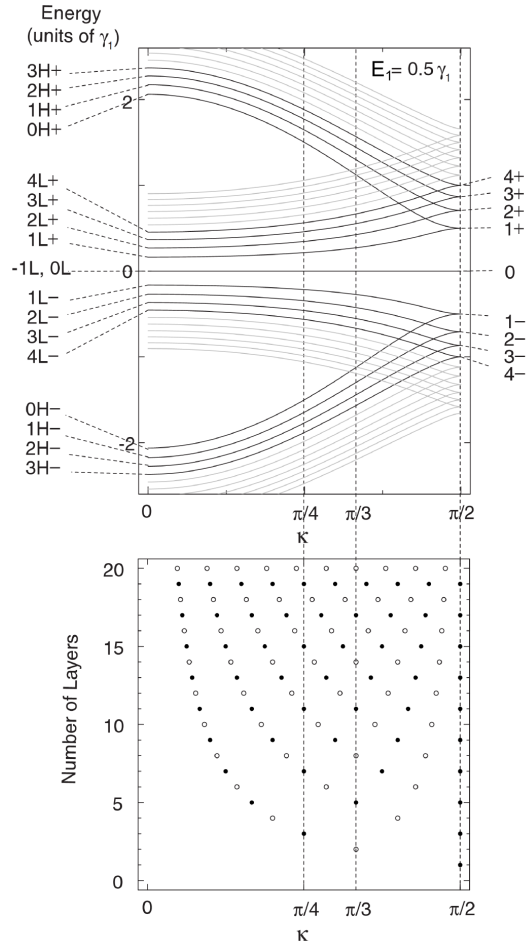 Energy
(units of γ₁)
E₁= 0.5 γ₁
3H+
2H+
1H+
0H+
2
4L+
3L+
2L+
1L+
4+
3+
2+
1+
-1L, 0L
0
0
1L−
2L−
3L−
4L−
1−
2−
3−
4−
0H−
1H−
2H−
3H−
-2
0
π/4
π/3
π/2
κ
20
15
10
5
0
Number of Layers
0
π/4
π/3
π/2
κ